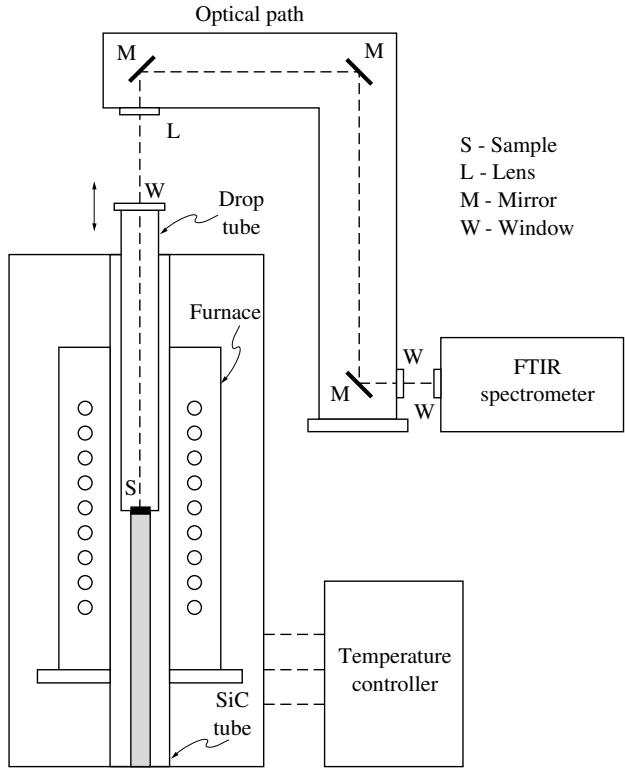 Optical path
M
M
L
S - Sample
L - Lens
M - Mirror
W - Window
W
Drop
tube
Furnace
W
FTIR
spectrometer
M
W
S
Temperature
controller
SiC
tube